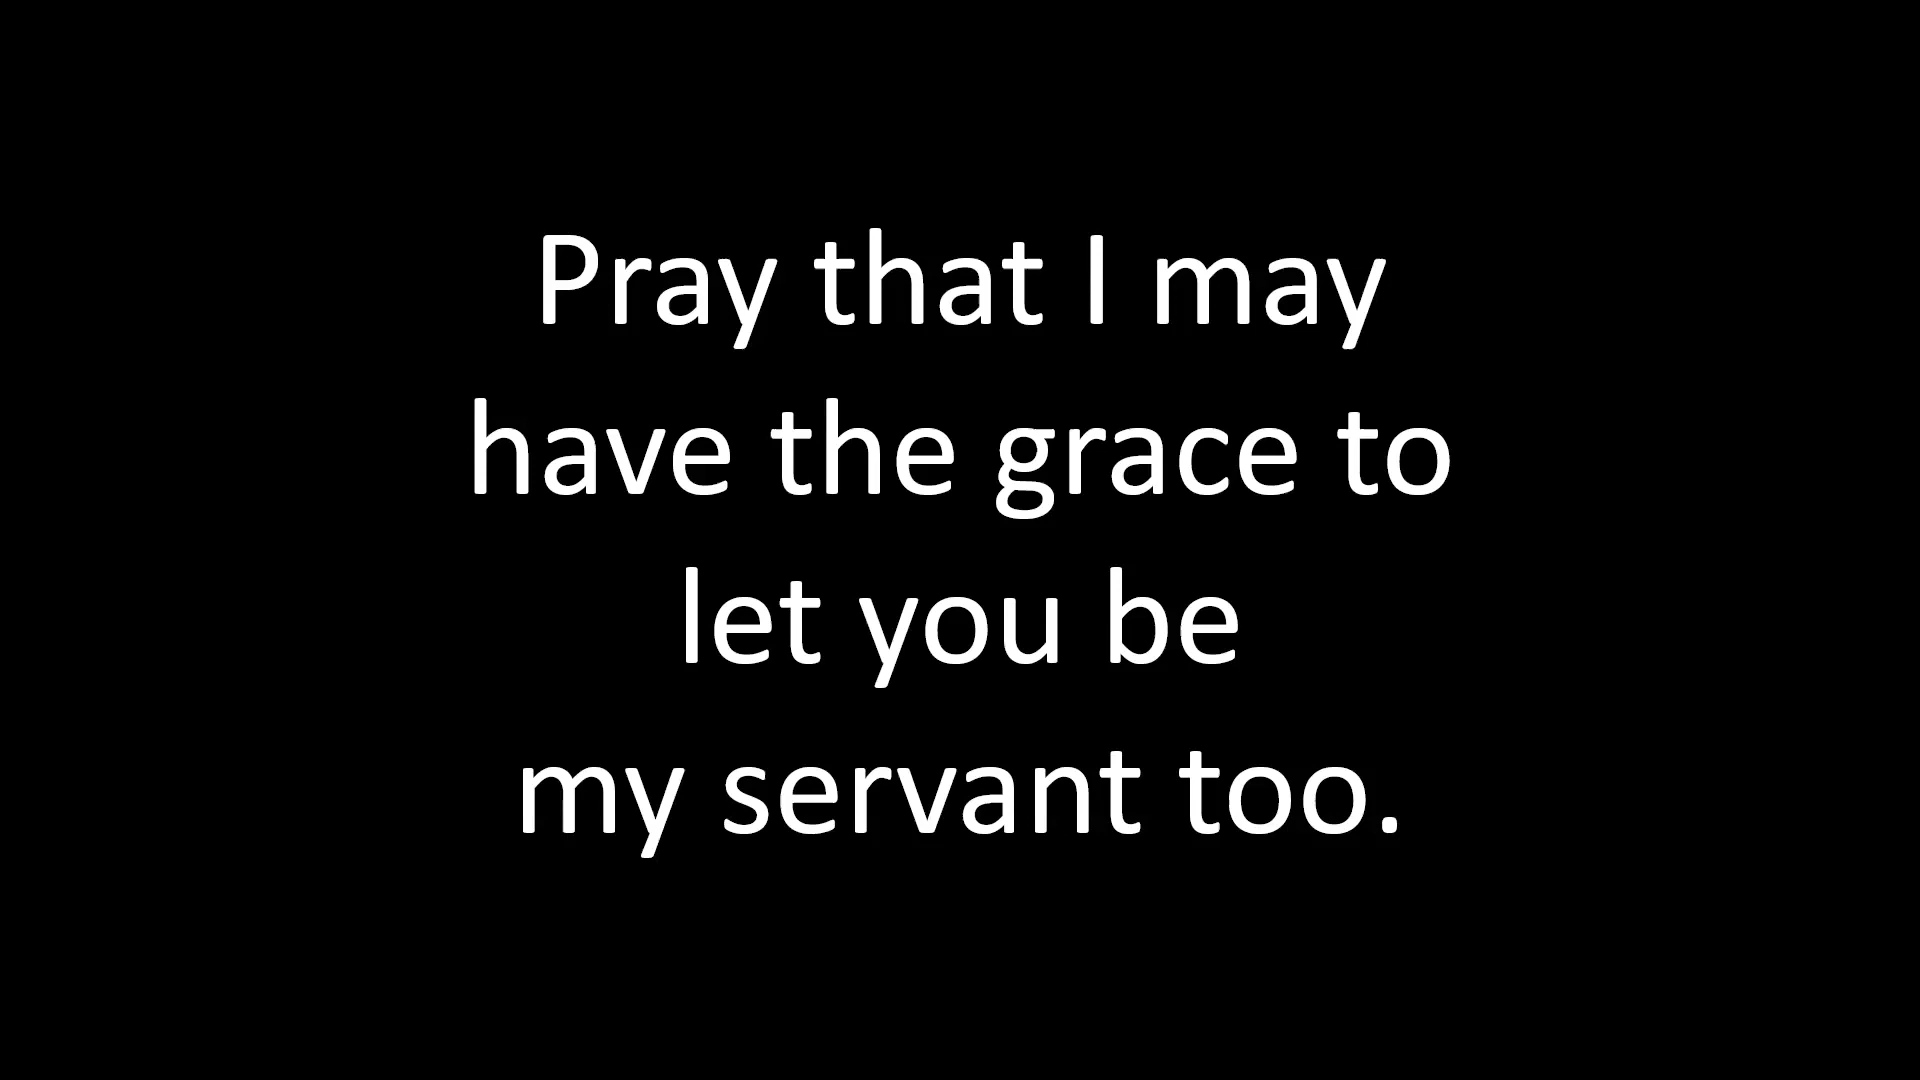 Pray that I may
have the grace to
let you be
my servant too.